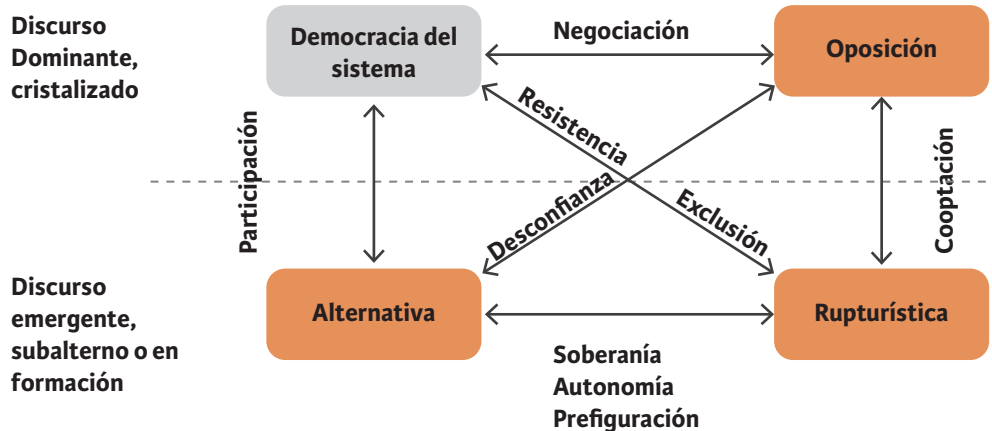 Discurso
Dominante,
cristalizado
Democracia del
sistema
Negociación
Oposición
Participación
Resistencia
Exclusión
Desconfianza
Cooptación
Discurso
emergente,
subalterno o en
formación
Alternativa
Rupturística
Soberanía
Autonomía
Prefiguración